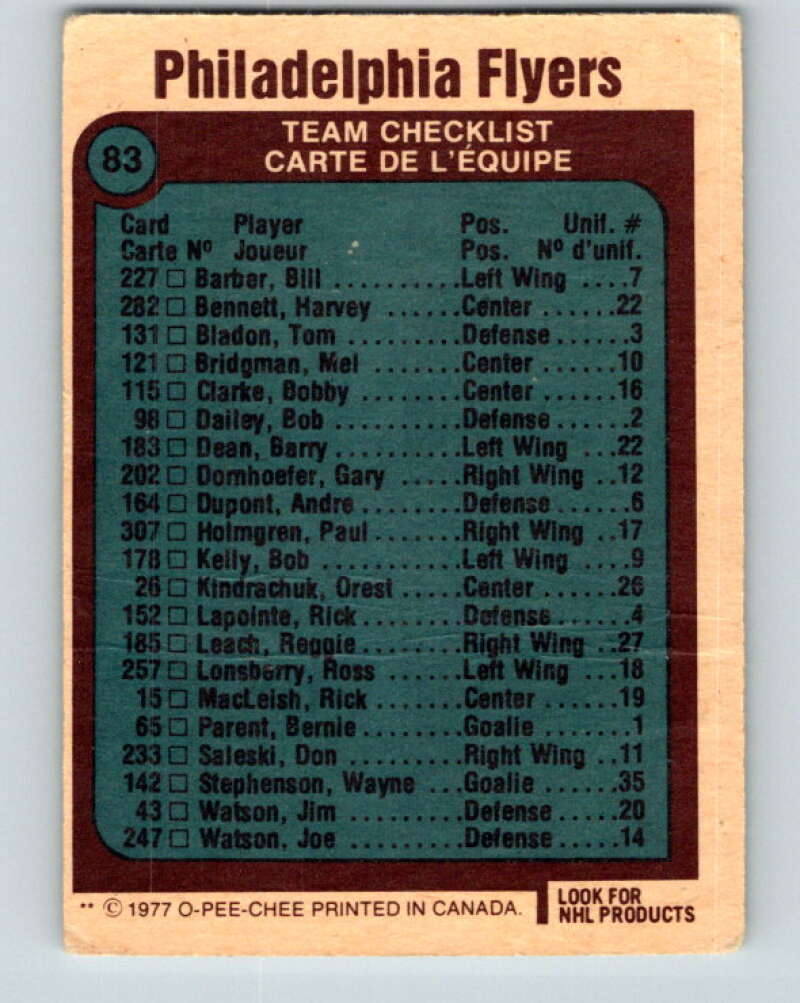 Philadelphia Flyers
83
TEAM CHECKLIST
CARTE DE L'ÉQUIPE
Card Player Pos. Unif. #
Carte Nº Joueur Pos. Nº d'unif.
227 □ Barber, Bill ..........Left Wing ....7
282 □ Bennett, Harvey ......Center ......22
131 □ Bladon, Tom .........Defense ......3
121 □ Bridgman, Mel .......Center ......10
115 □ Clarke, Bobby ........Center ......16
98 □ Dailey, Bob ..........Defense ......2
183 □ Dean, Barry ..........Left Wing ...22
202 □ Dornhoefer, Gary .....Right Wing ..12
164 □ Dupont, Andre ........Defense ......6
307 □ Holmgren, Paul .......Right Wing ..17
178 □ Kelly, Bob ...........Left Wing ....9
26 □ Kindrachuk, Orest .....Center ......26
152 □ Lapointe, Rick .......Defense ......4
185 □ Leach, Reggie ........Right Wing ..27
257 □ Lonsberry, Ross ......Left Wing ...18
15 □ MacLeish, Rick .......Center ......19
65 □ Parent, Bernie ........Goalie .......1
233 □ Saleski, Don .........Right Wing ..11
142 □ Stephenson, Wayne ...Goalie ......35
43 □ Watson, Jim .........Defense .....20
247 □ Watson, Joe .........Defense .....14
** © 1977 O-PEE-CHEE PRINTED IN CANADA.
LOOK FOR
NHL PRODUCTS